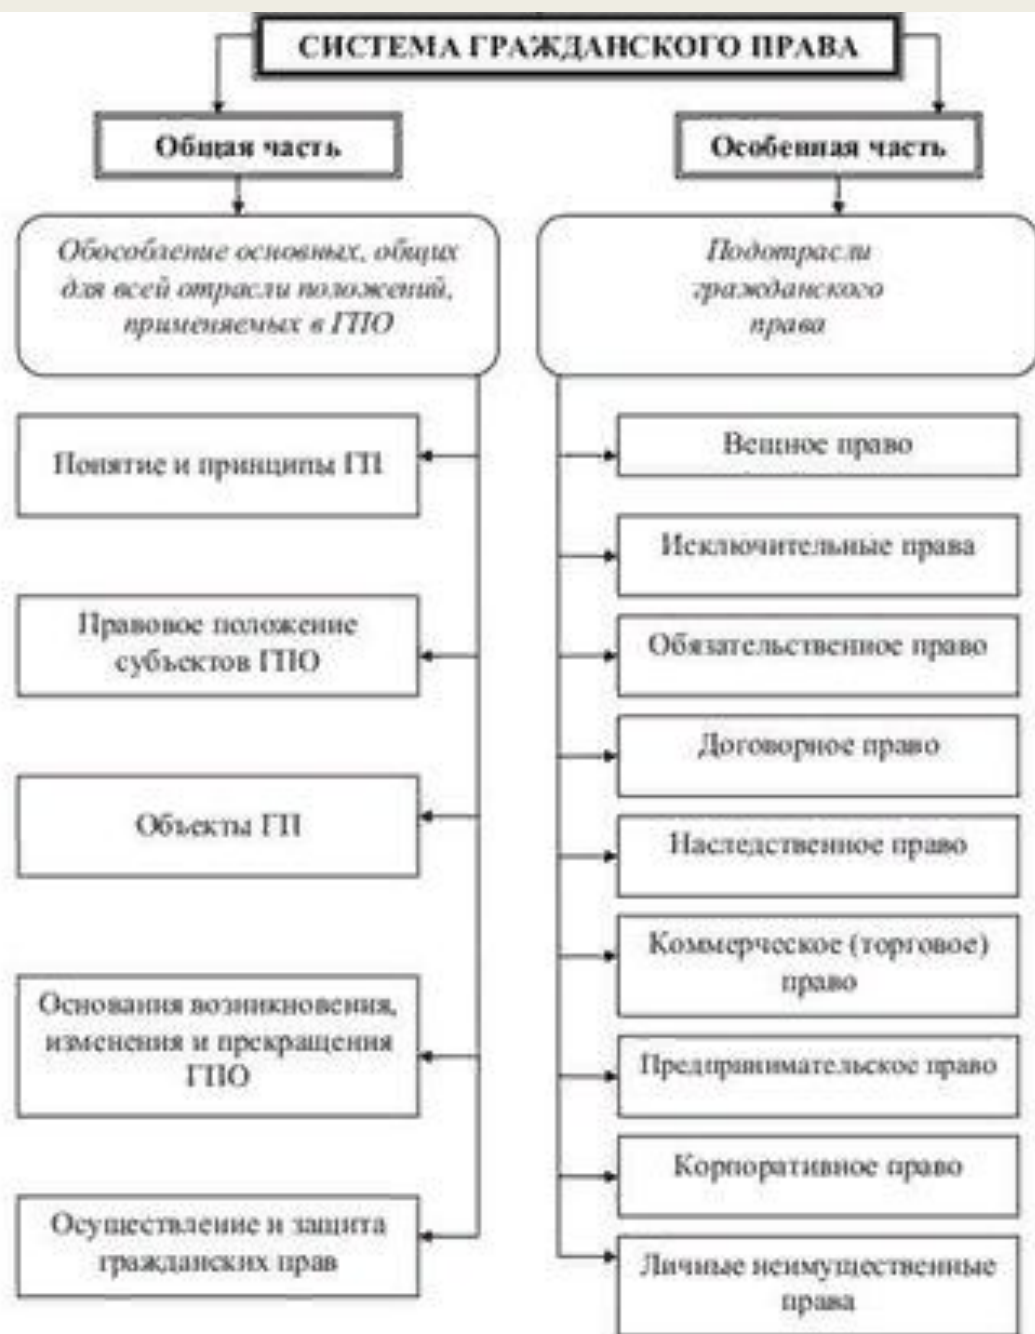 СИСТЕМА ГРАЖДАНСКОГО ПРАВА
Общая часть
Обособление основных, общих
для всей отрасли положений,
применяемых в ГПО
Понятие и принципы ГП
Правовое положение
субъектов ГПО
Объекты ГП
Основания возникновения,
изменения и прекращения
ГПО
Осуществление и защита
гражданских прав
Особенная часть
Подотрасли
гражданского
права
Вещное право
Исключительные права
Обязательственное право
Договорное право
Наследственное право
Коммерческое (торговое)
право
Предпринимательское право
Корпоративное право
Личные неимущественные
права